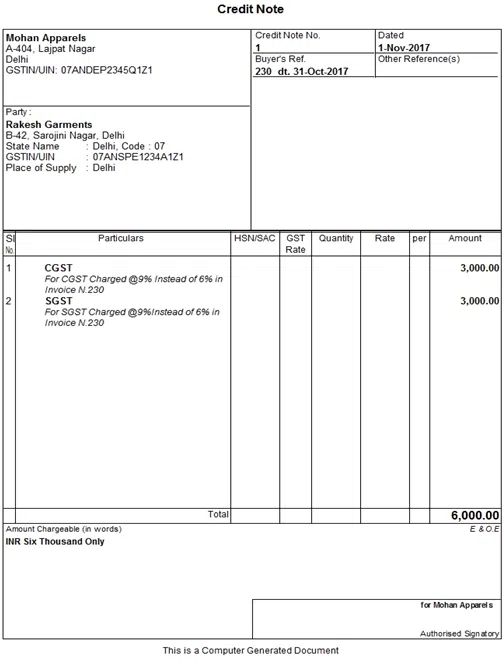 Credit Note
Mohan Apparels
A-404, Lajpat Nagar
Delhi
GSTIN/UIN: 07ANDEP2345Q1Z1
Credit Note No.
1
Dated
1-Nov-2017
Buyer's Ref.
230 dt. 31-Oct-2017
Other Reference(s)
Party :
Rakesh Garments
B-42, Sarojini Nagar, Delhi
State Name : Delhi, Code : 07
GSTIN/UIN : 07ANSPE1234A1Z1
Place of Supply : Delhi
Sl No. Particulars HSN/SAC GST Rate Quantity Rate per Amount
1 CGST 3,000.00
For CGST Charged @9% Instead of 6% in
Invoice N.230
2 SGST 3,000.00
For SGST Charged @9%Instead of 6% in
Invoice N.230
Total 6,000.00
Amount Chargeable (in words) E. & O.E
INR Six Thousand Only
for Mohan Apparels
Authorised Signatory
This is a Computer Generated Document